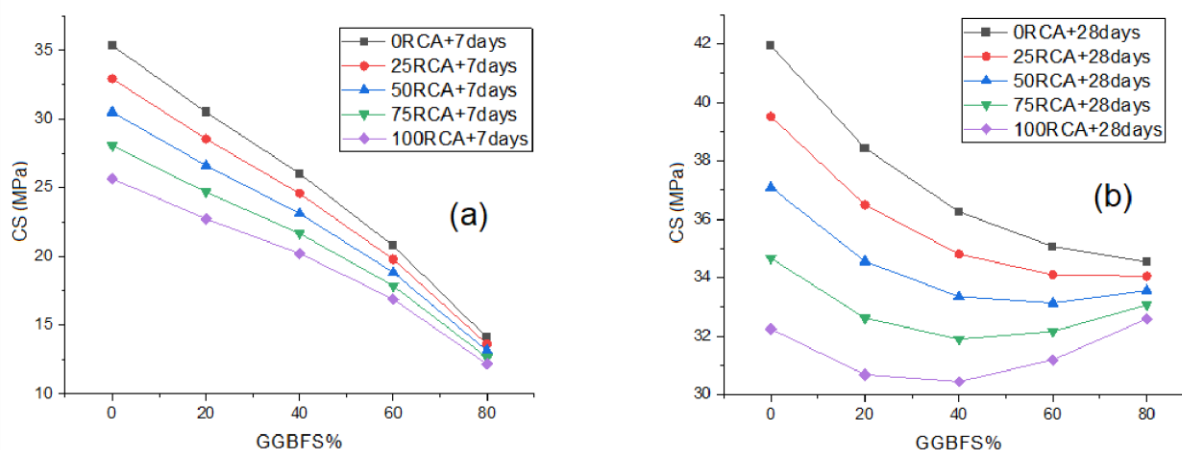 0RCA+7days
25RCA+7days
50RCA+7days
75RCA+7days
100RCA+7days
(a)
CS (MPa)
35
30
25
20
15
10
0 20 40 60 80
GGBFS%
0RCA+28days
25RCA+28days
50RCA+28days
75RCA+28days
100RCA+28days
(b)
CS (MPa)
42
40
38
36
34
32
30
0 20 40 60 80
GGBFS%